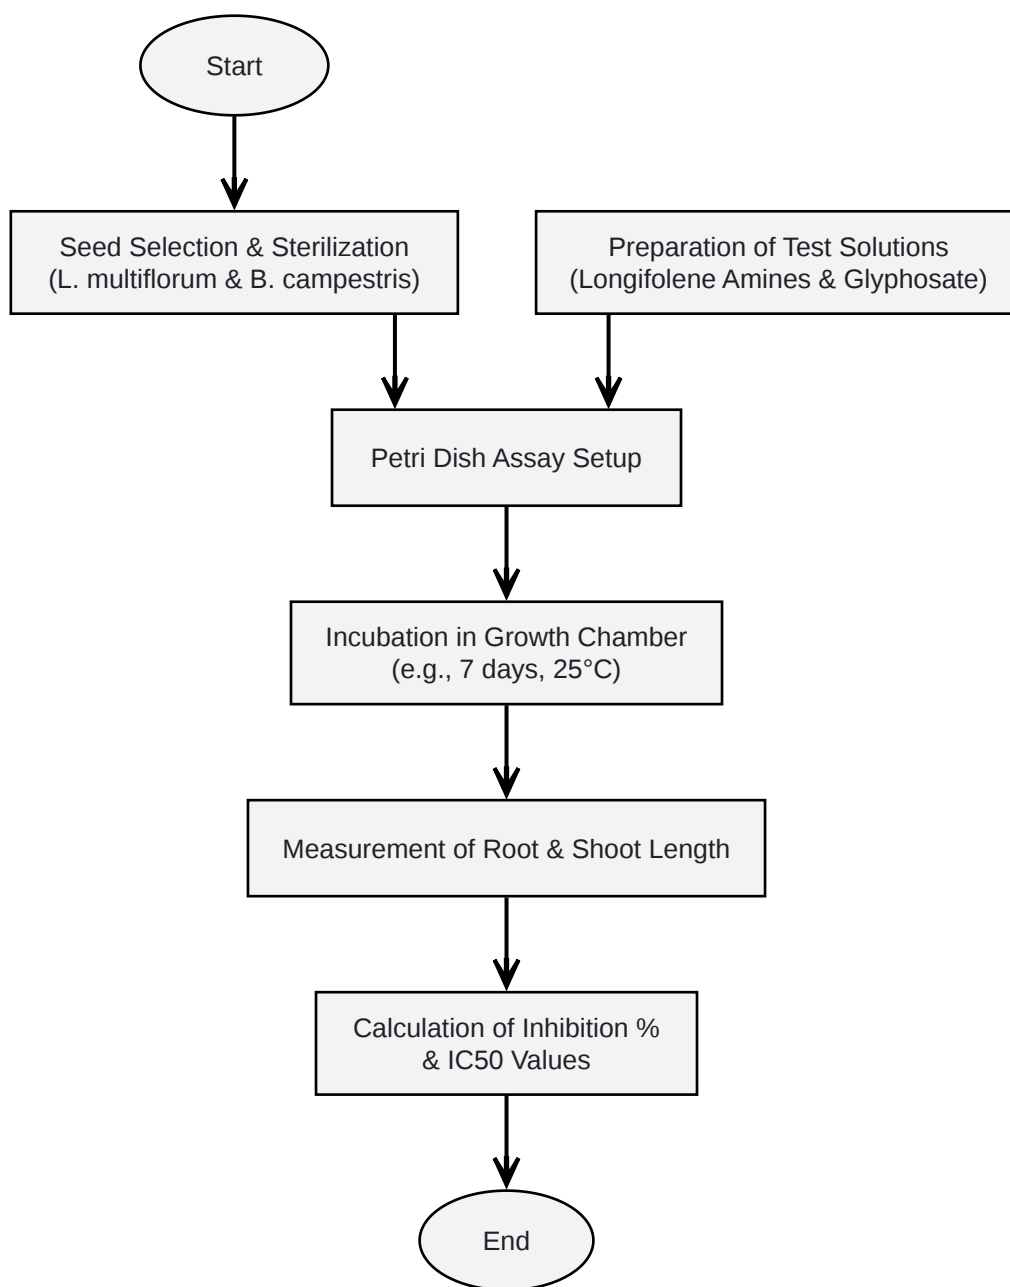 Start
Seed Selection & Sterilization
(L. multiflorum & B. campestris)
Preparation of Test Solutions
(Longifolene Amines & Glyphosate)
Petri Dish Assay Setup
Incubation in Growth Chamber
(e.g., 7 days, 25°C)
Measurement of Root & Shoot Length
Calculation of Inhibition %
& IC50 Values
End